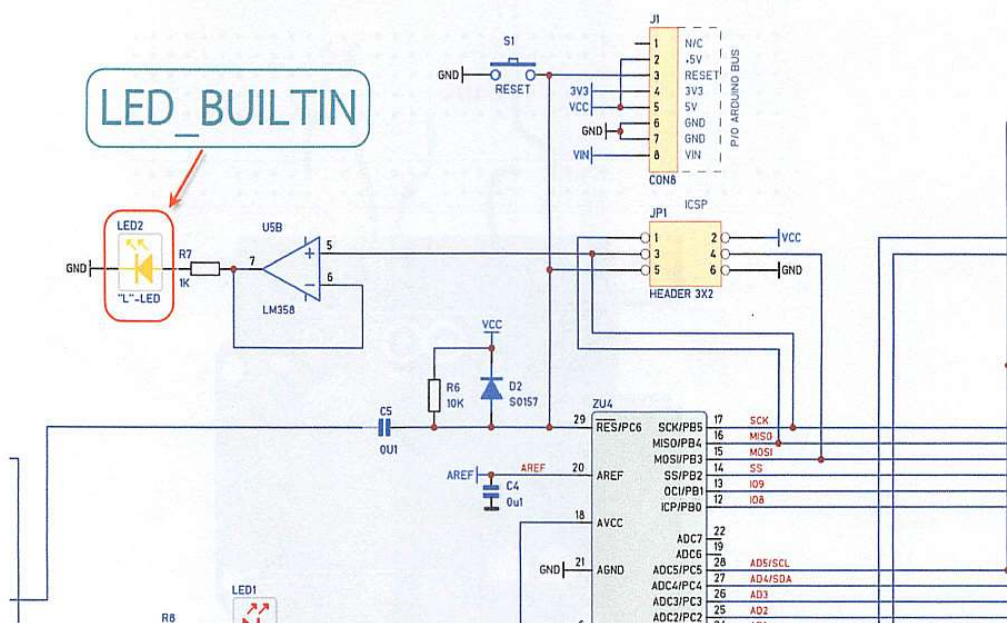 J1
S1
1 N/C
2 .5V
GND
3 RESET
RESET
3V3
4 3V3
VCC
5 5V
6 GND
GND
7 GND
VIN
8 VIN
P/O ARDUINO BUS
CON8
LED_BUILTIN
ICSP
JP1
LED2
U5B
1 2
VCC
R7
5
+
3 4
GND
7
5 6
GND
1K
6
-
"L"-LED
LM358
HEADER 3X2
VCC
R6
10K
D2
S0157
C5
0U1
ZU4
29 RES/PC6
SCK/PB5 17 SCK
MISO/PB4 16 MISO
MOSI/PB3 15 MOSI
AREF
AREF
20 AREF
SS/PB2 14 SS
C4
0u1
OC1/PB1 13 IO9
ICP/PB0 12 IO8
18 AVCC
ADC7 22
ADC6 19
GND
21 AGND
ADC5/PC5 28 AD5/SCL
ADC4/PC4 27 AD4/SDA
ADC3/PC3 26 AD3
ADC2/PC2 25 AD2
LED1
R8